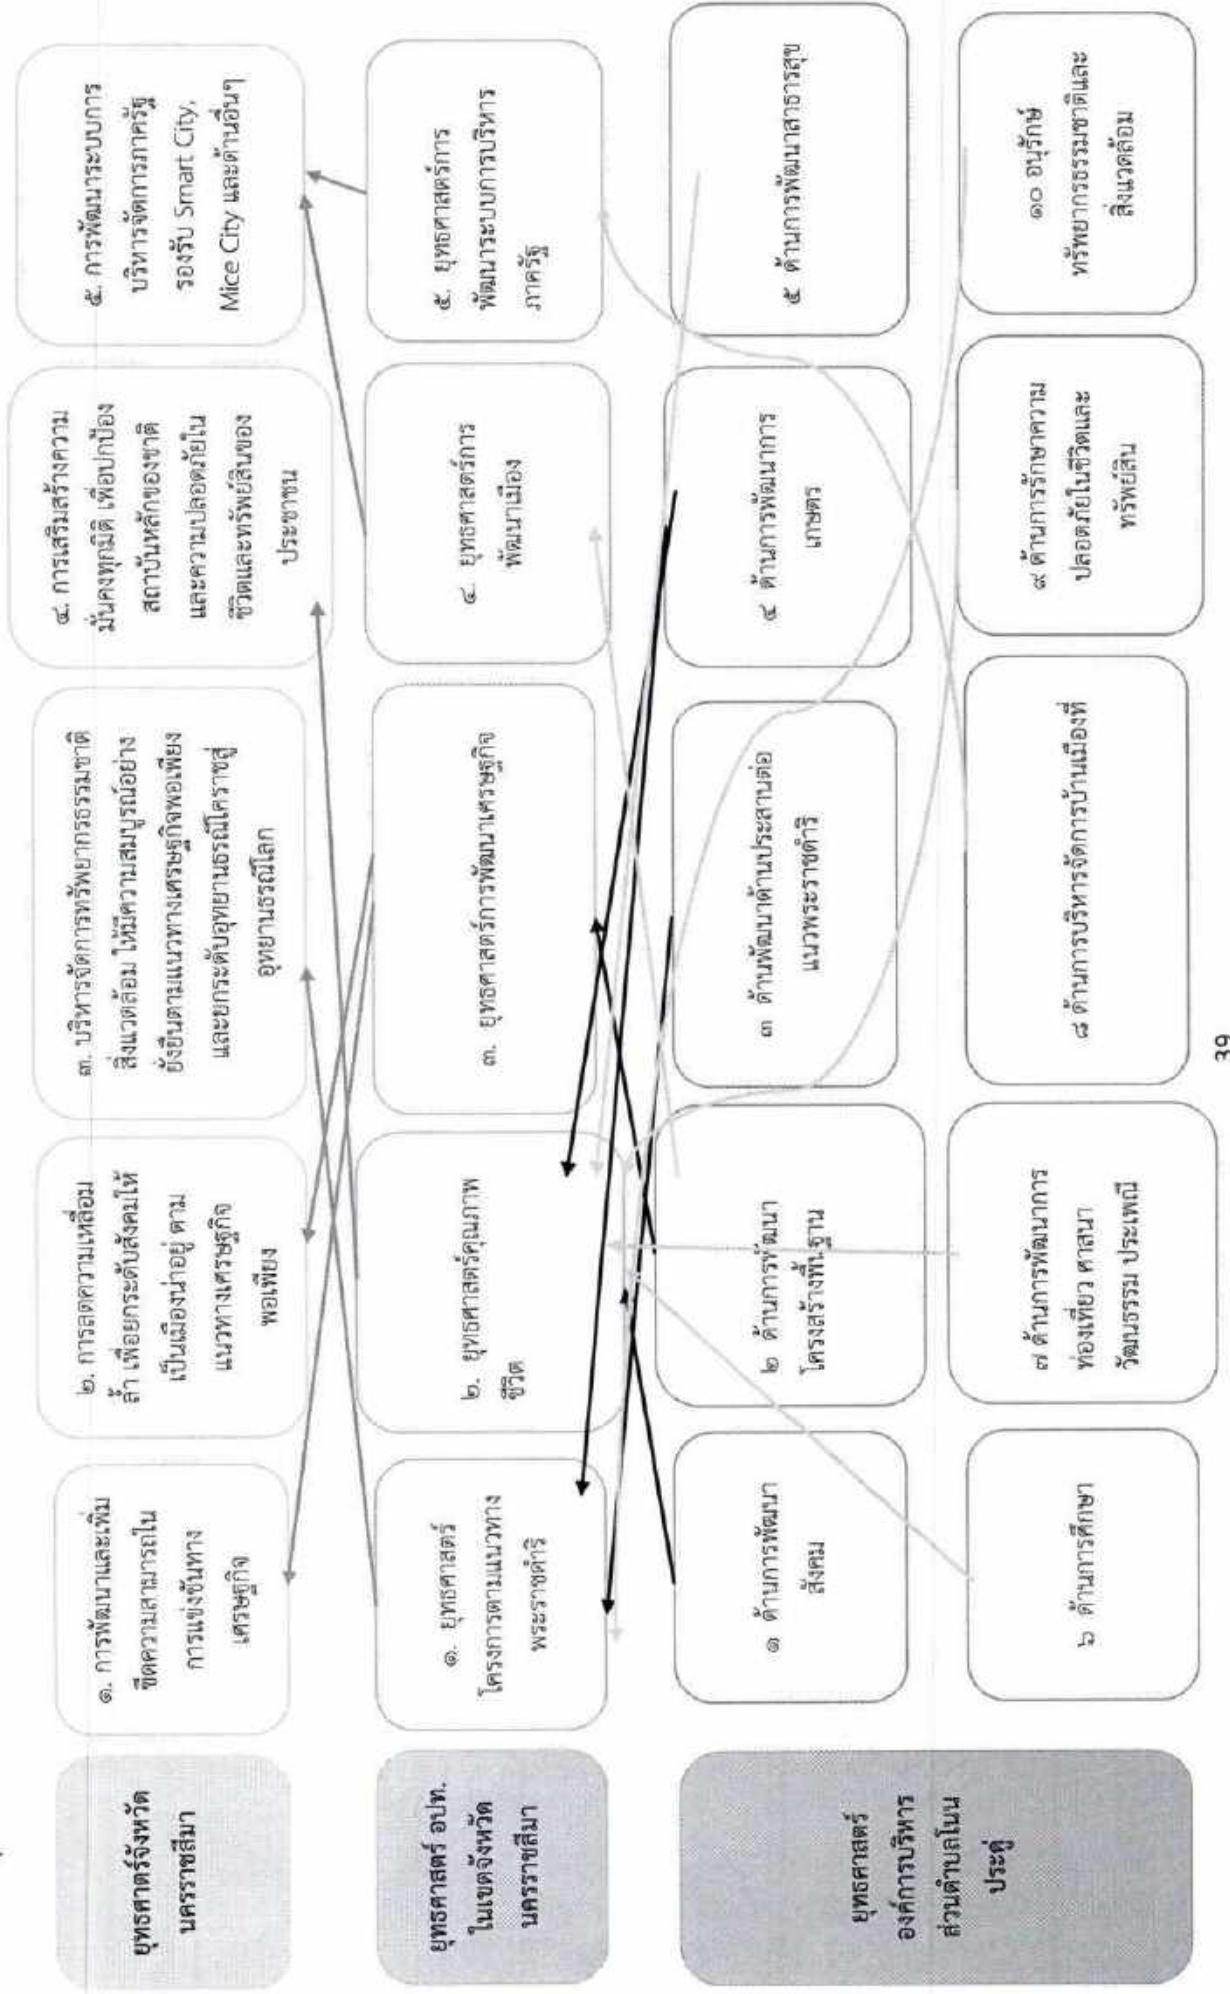 ยุทธศาตร์จังหวัด
นครราชสีมา
๑. การพัฒนาและเพิ่ม
ขีดความสามารถใน
การแข่งขันทาง
เศรษฐกิจ
๒. การลดความเหลื่อม
ล้ำ เพื่อยกระดับสังคมให้
เป็นเมืองน่าอยู่ ตาม
แนวทางเศรษฐกิจ
พอเพียง
๓. บริหารจัดการทรัพยากรธรรมชาติ
สิ่งแวดล้อม ให้มีความสมบูรณ์อย่าง
ยั่งยืนตามแนวทางเศรษฐกิจพอเพียง
และยกระดับอุทยานธรณีโคราชสู่
อุทยานธรณีโลก
๔. การเสริมสร้างความ
มั่นคงทุกมิติ เพื่อปกป้อง
สถาบันหลักของชาติ
และความปลอดภัยใน
ชีวิตและทรัพย์สินของ
ประชาชน
๕. การพัฒนาระบบการ
บริหารจัดการภาครัฐ
รองรับ Smart City,
Mice City และด้านอื่นๆ
ยุทธศาสตร์ อปท.
ในเขตจังหวัด
นครราชสีมา
๑. ยุทธศาสตร์
โครงการตามแนวทาง
พระราชดำริ
๒. ยุทธศาสตร์คุณภาพ
ชีวิต
๓. ยุทธศาสตร์การพัฒนาเศรษฐกิจ
๔. ยุทธศาสตร์การ
พัฒนาเมือง
๕. ยุทธศาสตร์การ
พัฒนาระบบการบริหาร
ภาครัฐ
ยุทธศาสตร์
องค์การบริหาร
ส่วนตำบลโนน
ประดู่
๑ ด้านการพัฒนา
สังคม
๒ ด้านการพัฒนา
โครงสร้างพื้นฐาน
๓ ด้านพัฒนาด้านประสานต่อ
แนวพระราชดำริ
๔ ด้านการพัฒนาการ
เกษตร
๕ ด้านการพัฒนาสาธารสุข
๖ ด้านการศึกษา
๗ ด้านการพัฒนาการ
ท่องเที่ยว ศาสนา
วัฒนธรรม ประเพณี
๘ ด้านการบริหารจัดการบ้านเมืองที่
๙ ด้านการรักษาความ
ปลอดภัยในชีวิตและ
ทรัพย์สิน
๑๐ อนุรักษ์
ทรัพยากรธรรมชาติและ
สิ่งแวดล้อม